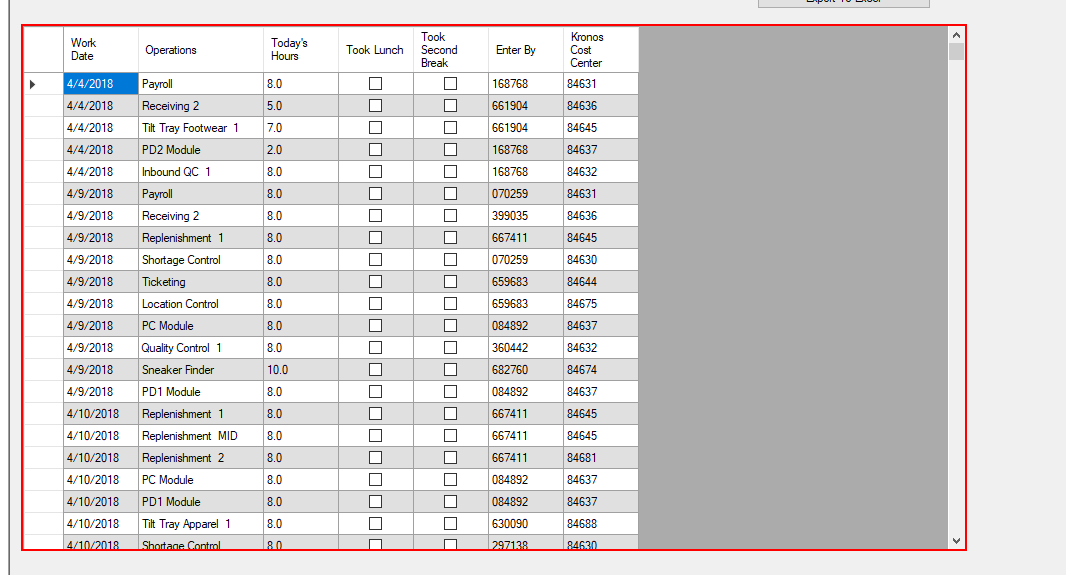 Export To Excel
Work Date Operations Today's Hours Took Lunch Took Second Break Enter By Kronos Cost Center
4/4/2018 Payroll 8.0 168768 84631
4/4/2018 Receiving 2 5.0 661904 84636
4/4/2018 Tilt Tray Footwear 1 7.0 661904 84645
4/4/2018 PD2 Module 2.0 168768 84637
4/4/2018 Inbound QC 1 8.0 168768 84632
4/9/2018 Payroll 8.0 070259 84631
4/9/2018 Receiving 2 8.0 399035 84636
4/9/2018 Replenishment 1 8.0 667411 84645
4/9/2018 Shortage Control 8.0 070259 84630
4/9/2018 Ticketing 8.0 659683 84644
4/9/2018 Location Control 8.0 659683 84675
4/9/2018 PC Module 8.0 084892 84637
4/9/2018 Quality Control 1 8.0 360442 84632
4/9/2018 Sneaker Finder 10.0 682760 84674
4/9/2018 PD1 Module 8.0 084892 84637
4/10/2018 Replenishment 1 8.0 667411 84645
4/10/2018 Replenishment MID 8.0 667411 84645
4/10/2018 Replenishment 2 8.0 667411 84681
4/10/2018 PC Module 8.0 084892 84637
4/10/2018 PD1 Module 8.0 084892 84637
4/10/2018 Tilt Tray Apparel 1 8.0 630090 84688
4/10/2018 Shortage Control 8.0 297138 84630